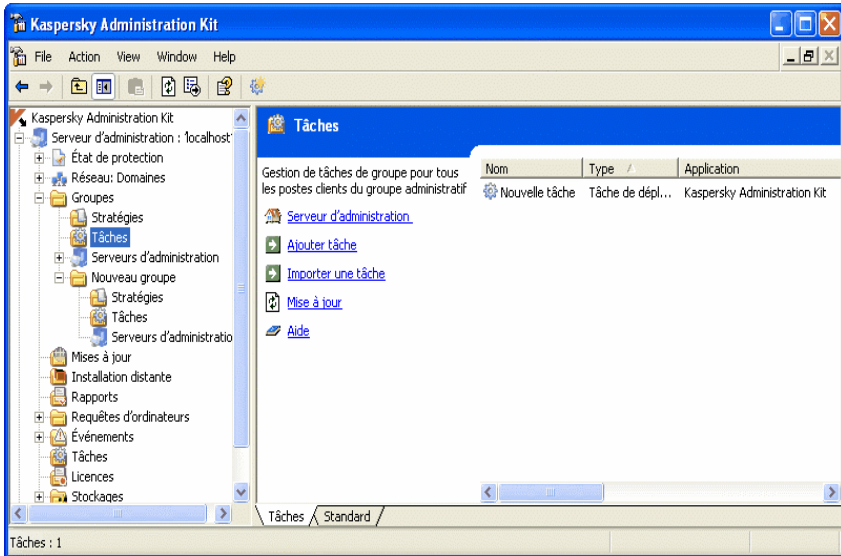 Kaspersky Administration Kit
File Action View Window Help
Kaspersky Administration Kit
Serveur d'administration : localhost
État de protection
Réseau: Domaines
Groupes
Stratégies
Tâches
Serveurs d'administration
Nouveau groupe
Stratégies
Tâches
Serveurs d'administratio
Mises à jour
Installation distante
Rapports
Requêtes d'ordinateurs
Événements
Tâches
Licences
Stockages
Tâches
Gestion de tâches de groupe pour tous
les postes clients du groupe administratif
Serveur d'administration
Ajouter tâche
Importer une tâche
Mise à jour
Aide
Nom Type Application
Nouvelle tâche Tâche de dépl... Kaspersky Administration Kit
Tâches Standard
Tâches : 1